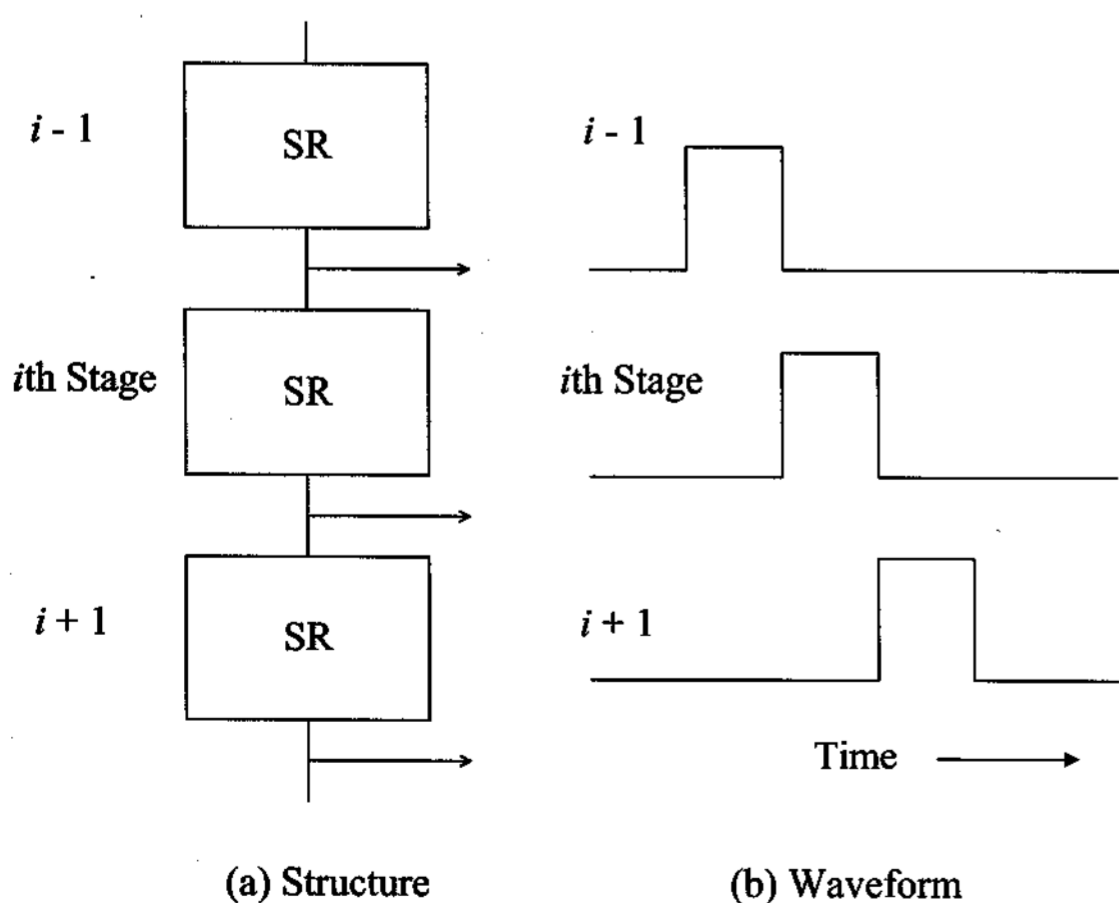 i - 1
SR
i - 1
ith Stage
SR
ith Stage
i + 1
SR
i + 1
Time
(a) Structure
(b) Waveform